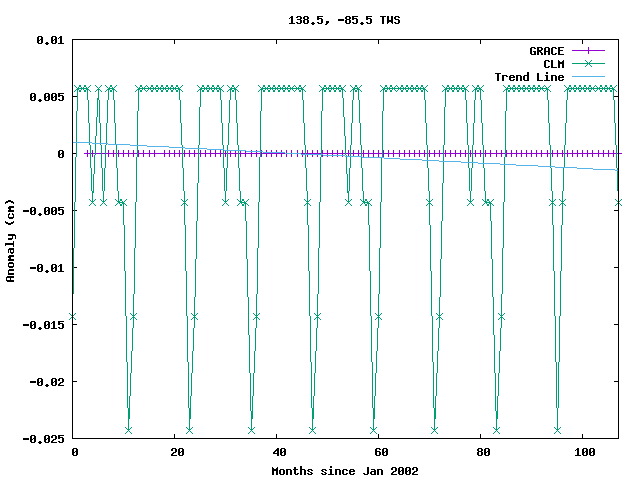 138.5, -85.5 TWS
GRACE
CLM
Trend Line
0.01
0.005
0
-0.005
-0.01
-0.015
-0.02
-0.025
Anomaly (cm)
0 20 40 60 80 100
Months since Jan 2002